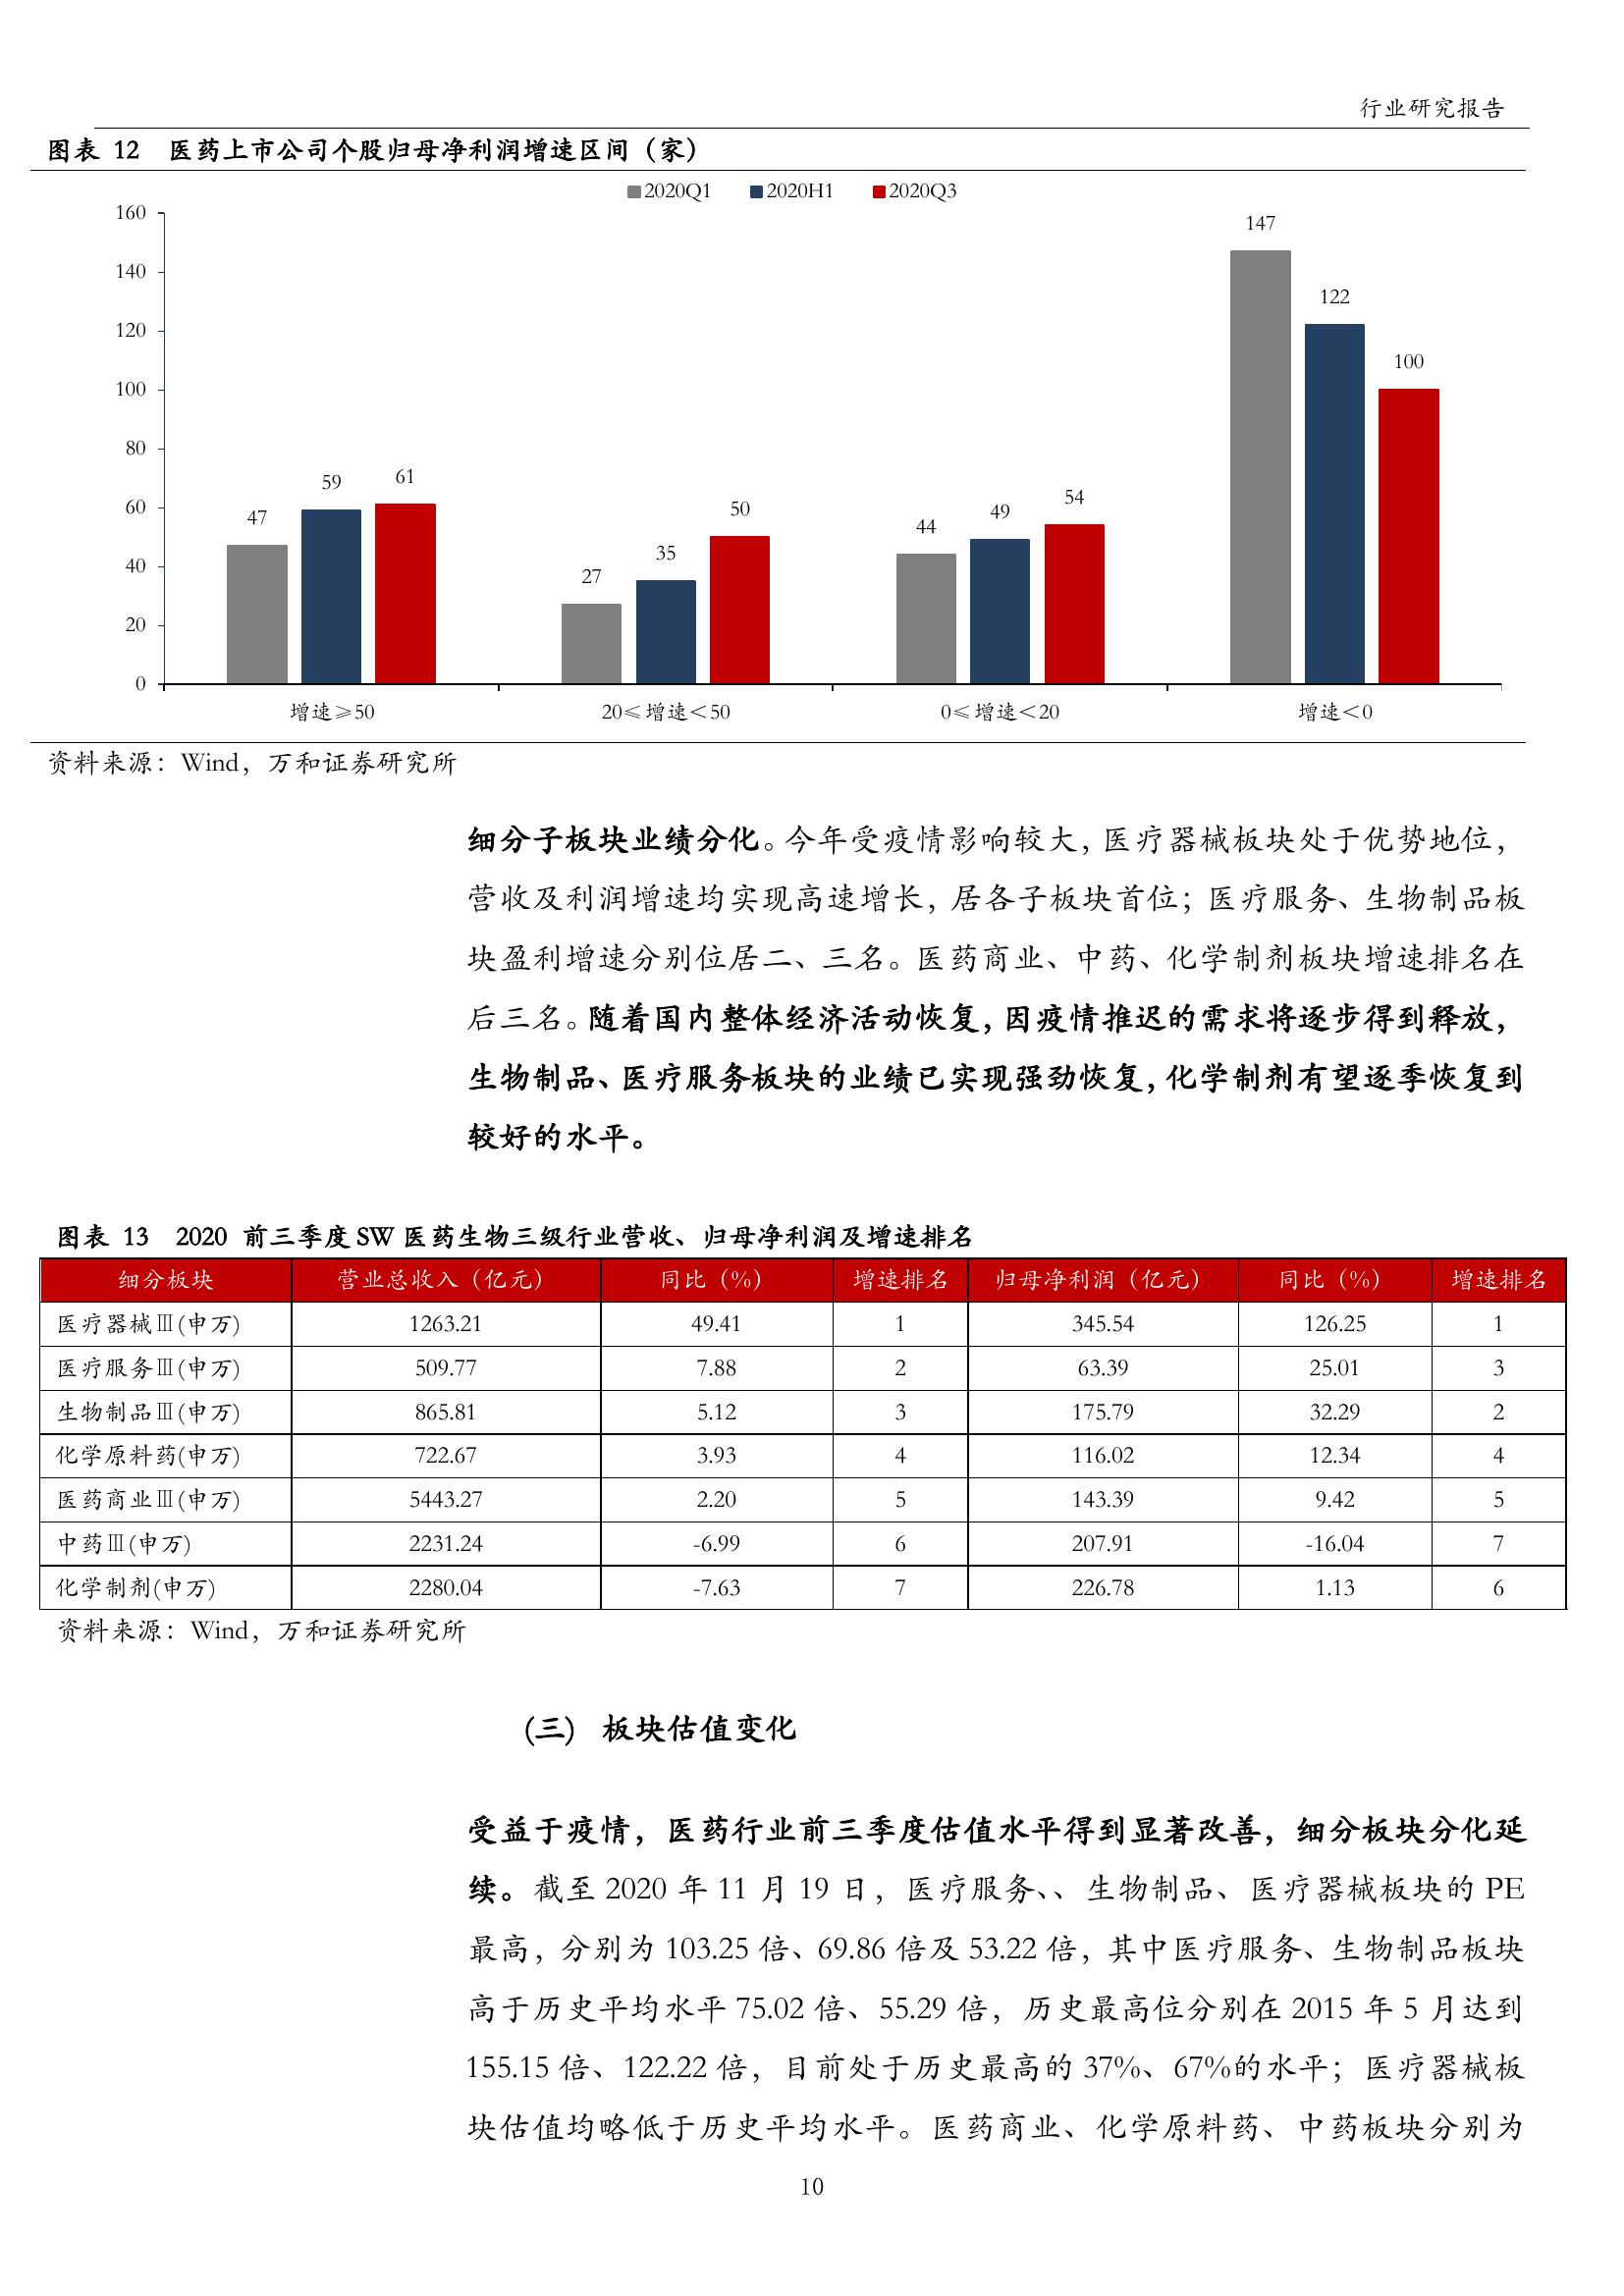 行业研究报告
图表 12 医药上市公司个股归母净利润增速区间（家）
2020Q1 2020H1 2020Q3
160
140
120
100
80
60
40
20
0
47 59 61
27 35 50
44 49 54
147 122 100
增速≥50 20≤增速<50 0≤增速<20 增速<0
资料来源：Wind，万和证券研究所
细分子板块业绩分化。今年受疫情影响较大，医疗器械板块处于优势地位，
营收及利润增速均实现高速增长，居各子板块首位；医疗服务、生物制品板
块盈利增速分别位居二、三名。医药商业、中药、化学制剂板块增速排名在
后三名。随着国内整体经济活动恢复，因疫情推迟的需求将逐步得到释放，
生物制品、医疗服务板块的业绩已实现强劲恢复，化学制剂有望逐季恢复到
较好的水平。
图表 13 2020 前三季度 SW 医药生物三级行业营收、归母净利润及增速排名
细分板块 营业总收入（亿元） 同比（%） 增速排名 归母净利润（亿元） 同比（%） 增速排名
医疗器械Ⅲ(申万) 1263.21 49.41 1 345.54 126.25 1
医疗服务Ⅲ(申万) 509.77 7.88 2 63.39 25.01 3
生物制品Ⅲ(申万) 865.81 5.12 3 175.79 32.29 2
化学原料药(申万) 722.67 3.93 4 116.02 12.34 4
医药商业Ⅲ(申万) 5443.27 2.20 5 143.39 9.42 5
中药Ⅲ(申万) 2231.24 -6.99 6 207.91 -16.04 7
化学制剂(申万) 2280.04 -7.63 7 226.78 1.13 6
资料来源：Wind，万和证券研究所
(三) 板块估值变化
受益于疫情，医药行业前三季度估值水平得到显著改善，细分板块分化延
续。截至 2020 年 11 月 19 日，医疗服务、、生物制品、医疗器械板块的 PE
最高，分别为 103.25 倍、69.86 倍及 53.22 倍，其中医疗服务、生物制品板块
高于历史平均水平 75.02 倍、55.29 倍，历史最高位分别在 2015 年 5 月达到
155.15 倍、122.22 倍，目前处于历史最高的 37%、67%的水平；医疗器械板
块估值均略低于历史平均水平。医药商业、化学原料药、中药板块分别为
10